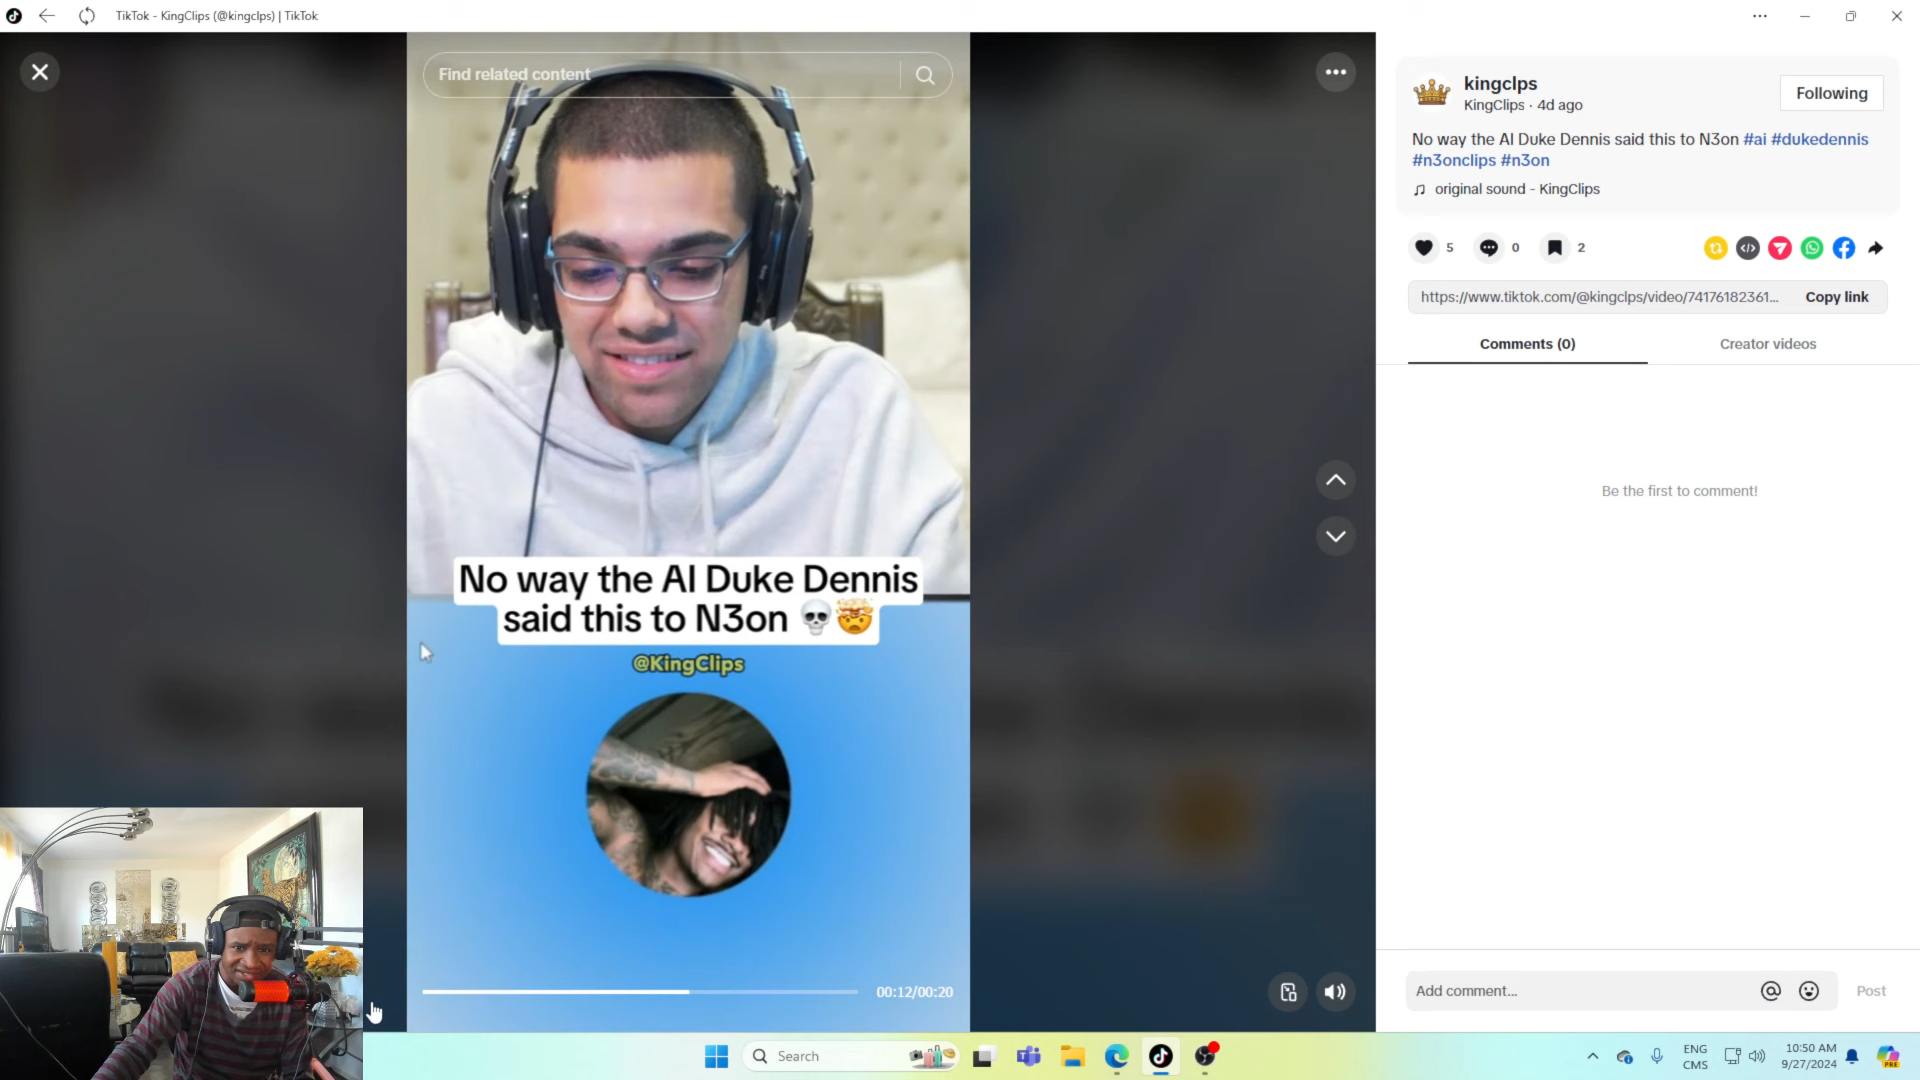 TikTok - KingClips (@kingclps) | TikTok
Find related content
No way the AI Duke Dennis
said this to N3on 💀🤯
@KingClips
00:12/00:20
kingclps
KingClips · 4d ago
Following
No way the AI Duke Dennis said this to N3on #ai #dukedennis
#n3onclips #n3on
original sound - KingClips
5
0
2
https://www.tiktok.com/@kingclps/video/74176182361...
Copy link
Comments (0)
Creator videos
Be the first to comment!
Add comment...
Post
Search
ENG
CMS
10:50 AM
9/27/2024
PRE